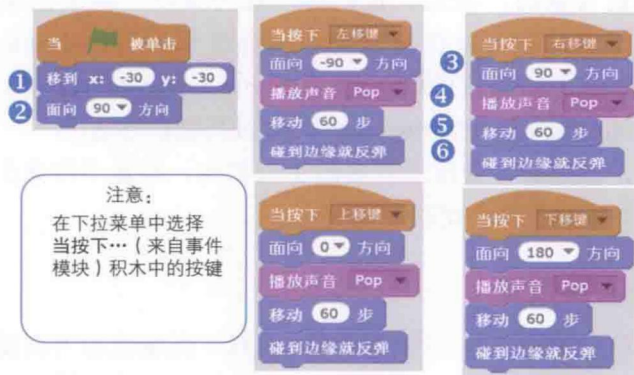 当 被单击
❶ 移到 x: -30 y: -30
❷ 面向 90 方向
当按下 左移键
面向 -90 方向
播放声音 Pop
移动 60 步
碰到边缘就反弹
当按下 右移键
❸ 面向 90 方向
❹ 播放声音 Pop
❺ 移动 60 步
❻ 碰到边缘就反弹
注意：
在下拉菜单中选择
当按下…（来自事件
模块）积木中的按键
当按下 上移键
面向 0 方向
播放声音 Pop
移动 60 步
碰到边缘就反弹
当按下 下移键
面向 180 方向
播放声音 Pop
移动 60 步
碰到边缘就反弹